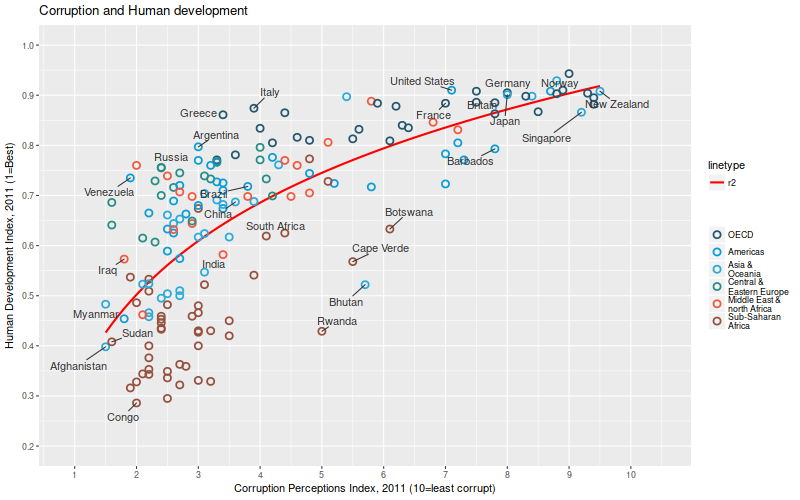 Corruption and Human development
Human Development Index, 2011 (1=Best)
1.0
0.9
0.8
0.7
0.6
0.5
0.4
0.3
0.2
1
2
3
4
5
6
7
8
9
10
Corruption Perceptions Index, 2011 (10=least corrupt)
Italy
Greece
Argentina
Russia
Venezuela
Brazil
China
South Africa
India
Iraq
Myanmar
Sudan
Afghanistan
Congo
United States
Germany
Norway
France
Britain
Japan
New Zealand
Singapore
Barbados
Botswana
Cape Verde
Bhutan
Rwanda
linetype
r2
OECD
Americas
Asia &
Oceania
Central &
Eastern Europe
Middle East &
north Africa
Sub-Saharan
Africa